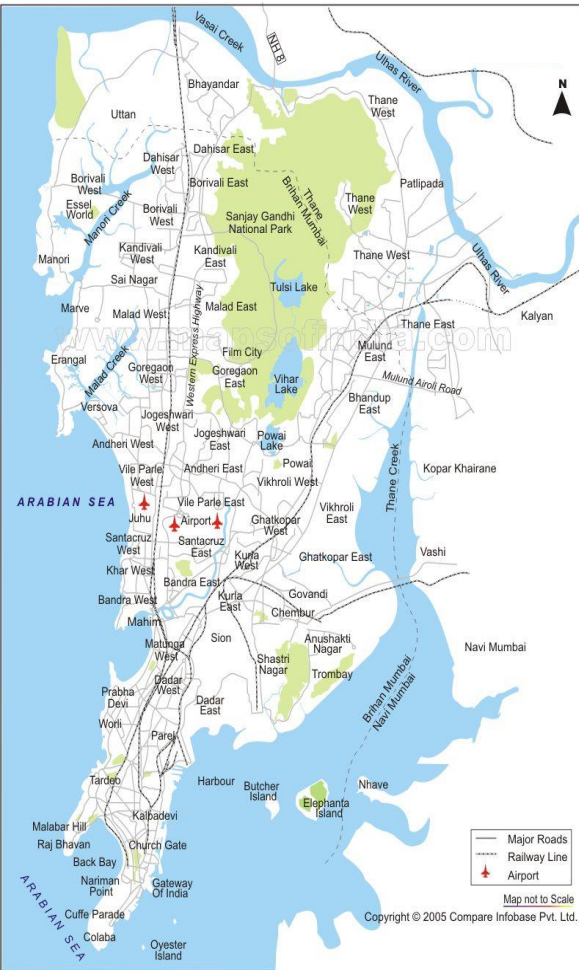 Vasai Creek
NH 8
Ulhas River
N
Bhayandar
Uttan
Thane
West
Dahisar East
Dahisar
West
Borivali
West
Borivali East
Thane
Brihan Mumbai
Thane
West
Patlipada
Essel
World
Manori Creek
Borivali
West
Sanjay Gandhi
National Park
Manori
Kandivali
West
Kandivali
East
Thane West
Ulhas River
Sai Nagar
Tulsi Lake
Marve
Malad West
Western Express Highway
Malad East
Kalyan
Thane East
www.mapsofindia.com
Erangal
Malad Creek
Goregaon
West
Film City
Goregaon
East
Vihar
Lake
Mulund
East
Mulund Airoli Road
Versova
Bhandup
East
Jogeshwari
West
Jogeshwari
East
Powai
Lake
Andheri West
Vile Parle
West
Andheri East
Powai
Vikhroli West
Thane Creek
Kopar Khairane
ARABIAN SEA
Juhu
Vile Parle East
Airport
Vikhroli
East
Ghatkopar
West
Santacruz
West
Santacruz
East
Khar West
Kurla
West
Ghatkopar East
Vashi
Bandra East
Bandra West
Kurla
East
Govandi
Chembur
Mahim
Sion
Anushakti
Nagar
Matunga
West
Navi Mumbai
Shastri
Nagar
Trombay
Dadar
West
Prabha
Devi
Dadar
East
Brihan Mumbai
Navi Mumbai
Worli
Parel
Tardeo
Harbour
Butcher
Island
Elephanta
Island
Nhave
Kalbadevi
Malabar Hill
Raj Bhavan
Church Gate
Back Bay
Nariman
Point
Gateway
Of India
ARABIAN SEA
Cuffe Parade
Colaba
Oyester
Island
Major Roads
Railway Line
Airport
Map not to Scale
Copyright © 2005 Compare Infobase Pvt. Ltd.